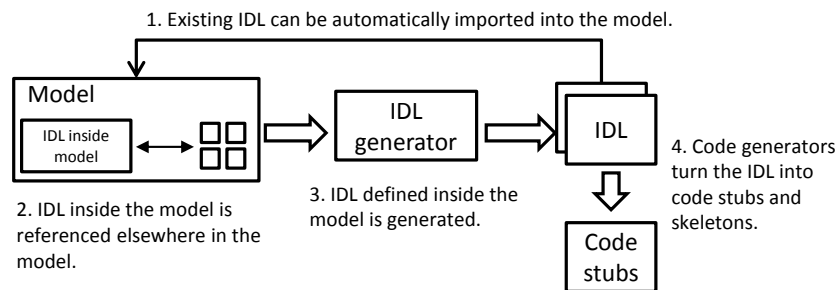 1. Existing IDL can be automatically imported into the model.
Model
IDL inside
model
IDL
generator
IDL
2. IDL inside the model is
referenced elsewhere in the
model.
3. IDL defined inside the
model is generated.
4. Code generators
turn the IDL into
code stubs and
skeletons.
Code
stubs